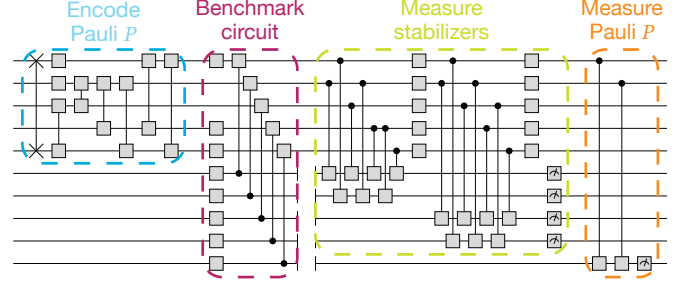 Encode
Pauli P
Benchmark
circuit
Measure
stabilizers
Measure
Pauli P